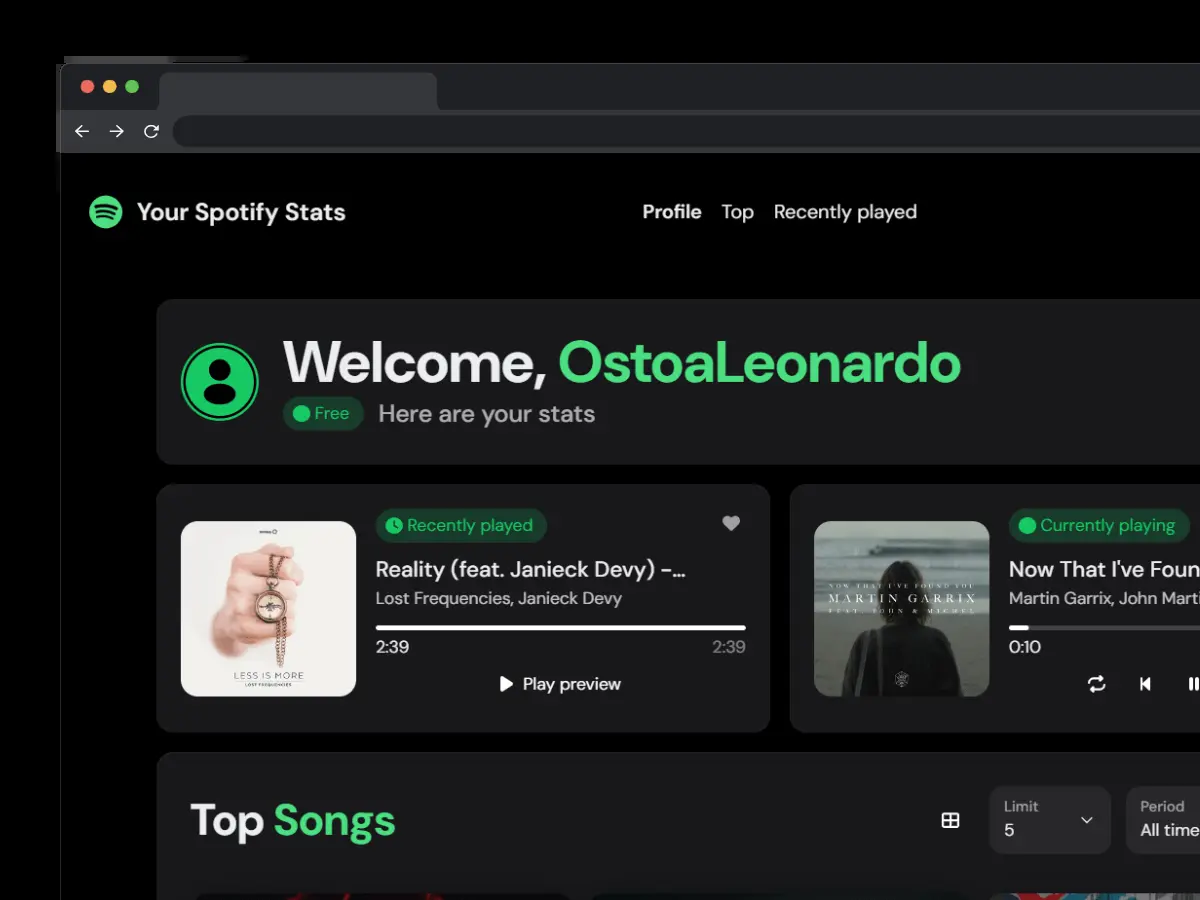 Your Spotify Stats
Profile Top Recently played
Welcome, OstoaLeonardo
Free Here are your stats
Recently played
Reality (feat. Janieck Devy) –...
Lost Frequencies, Janieck Devy
2:39 2:39
Play preview
LESS IS MORE
LOST FREQUENCIES
Currently playing
Now That I've Foun
Martin Garrix, John Marti
0:10
NOW THAT I'VE FOUND YOU
MARTIN GARRIX
FEAT. JOHN & MICHEL
Top Songs
Limit
5
Period
All time